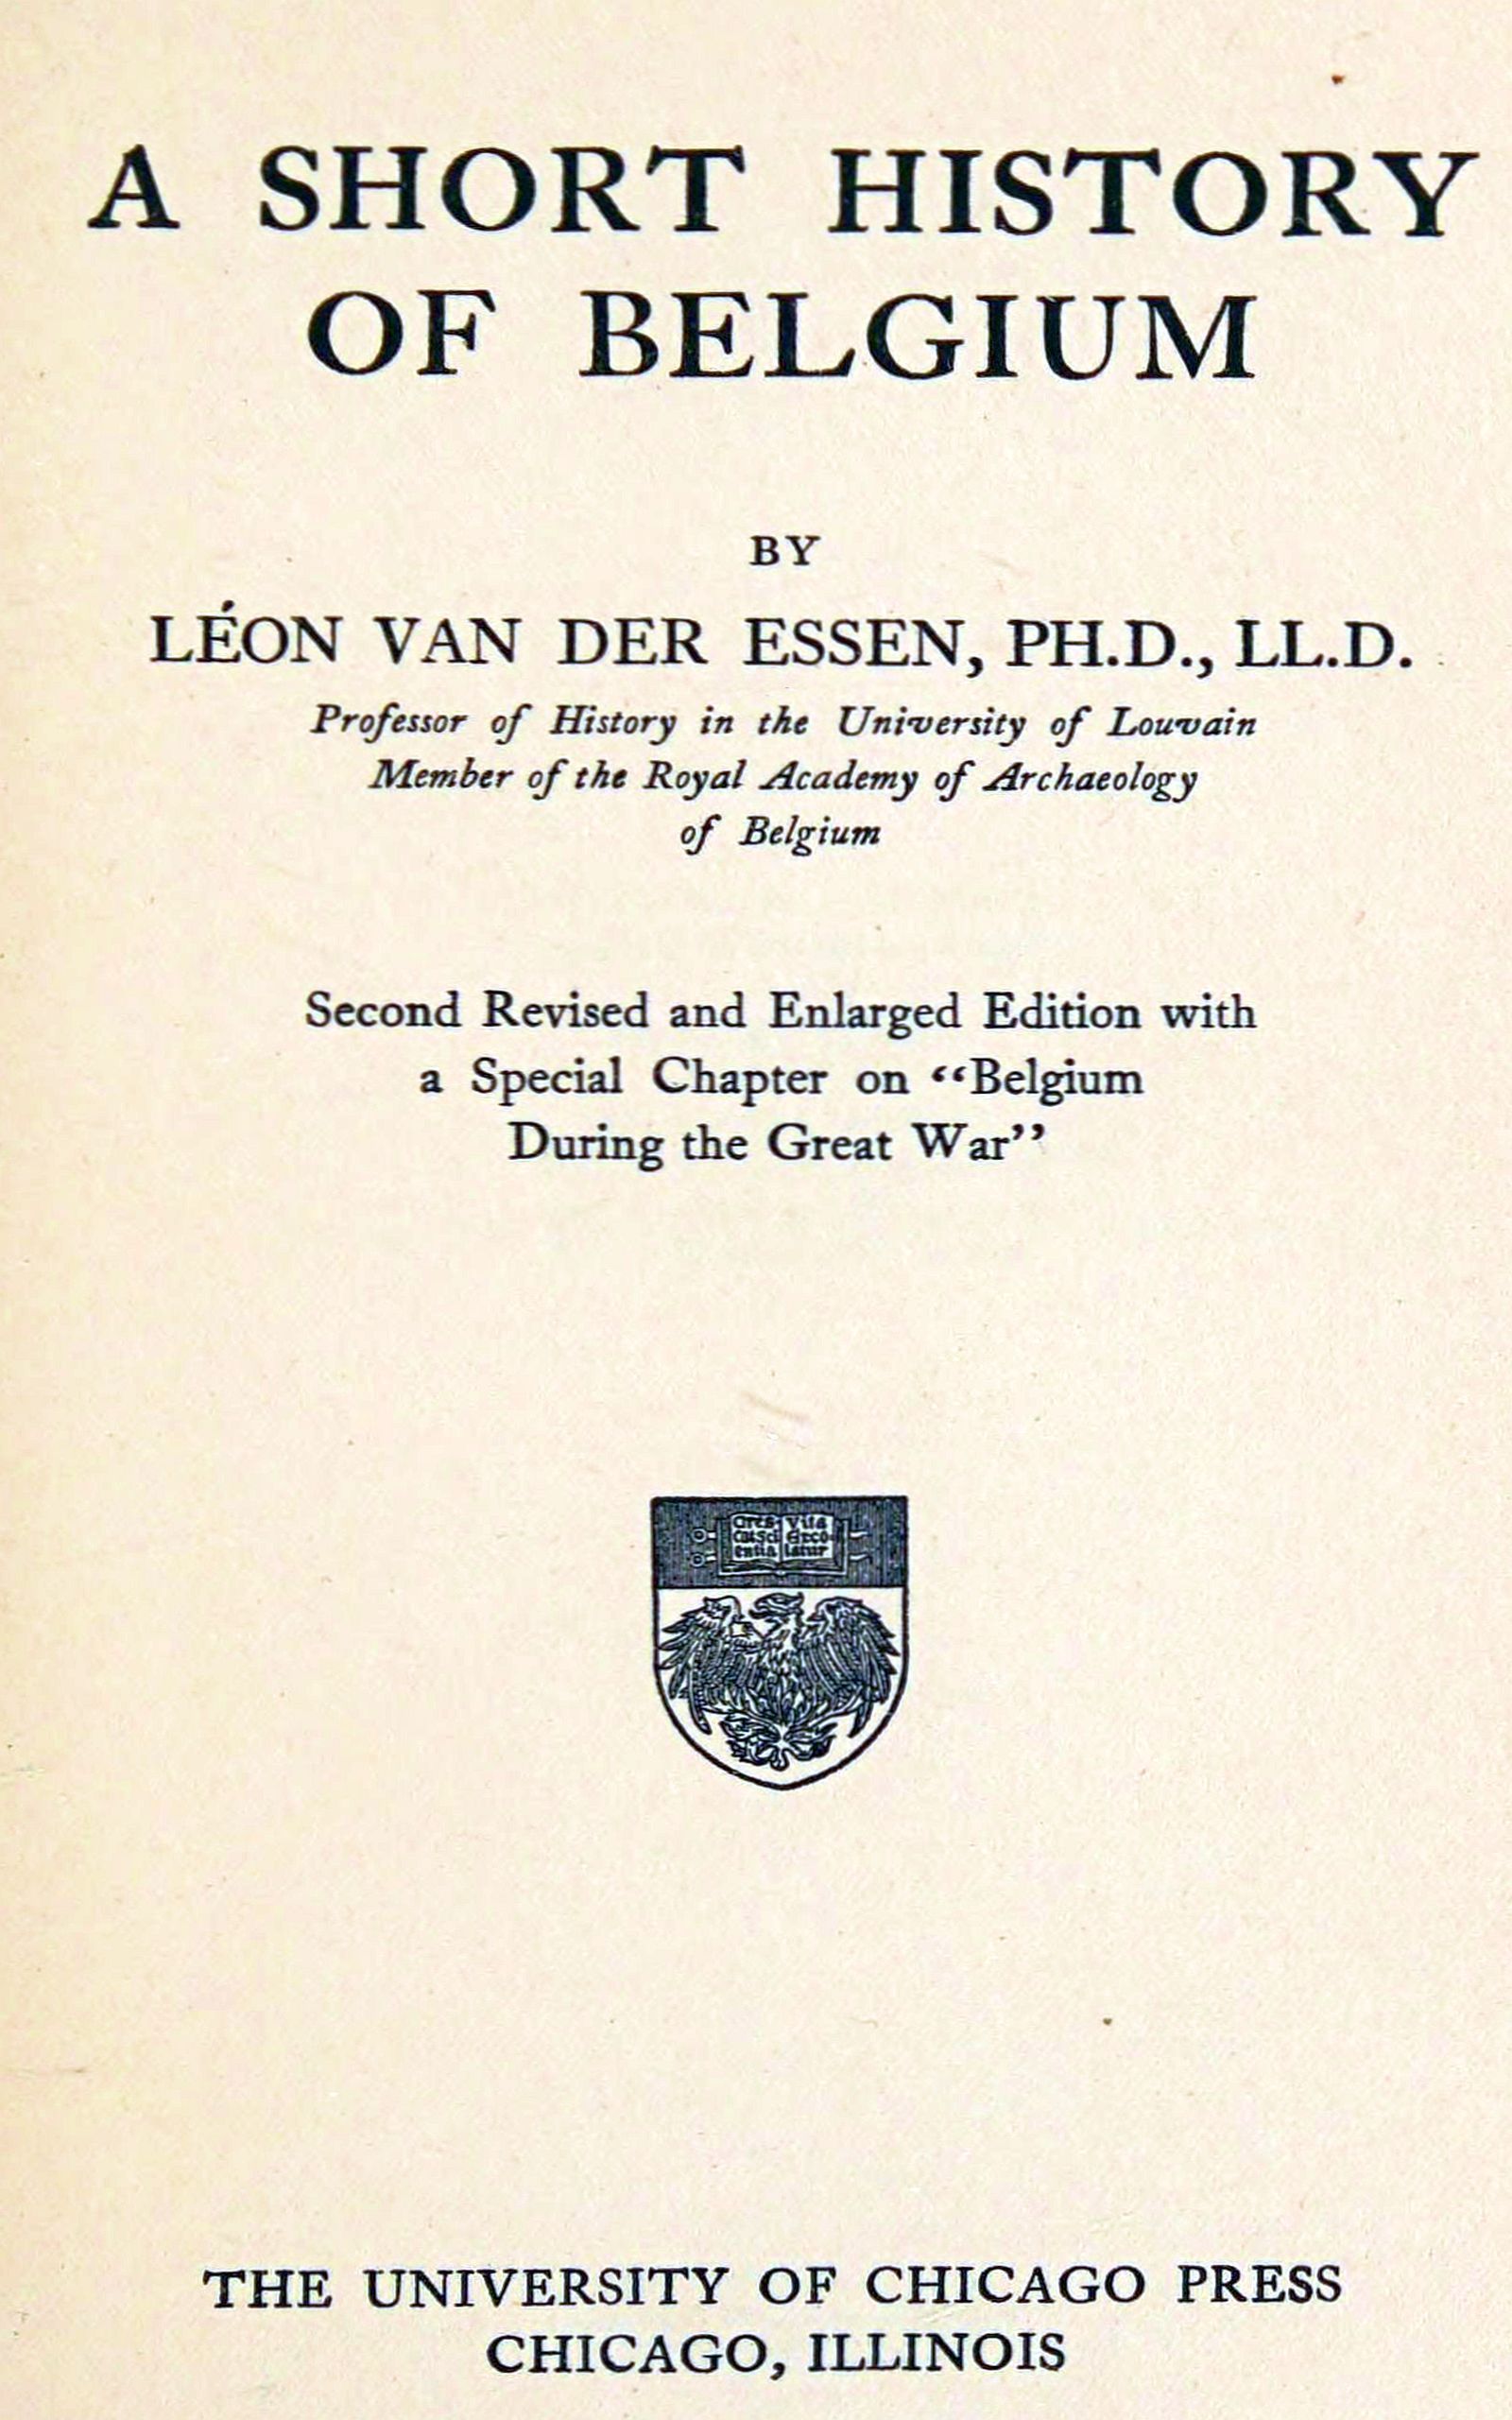 A SHORT HISTORY
OF BELGIUM
BY
LÉON VAN DER ESSEN, PH.D., LL.D.
Professor of History in the University of Louvain
Member of the Royal Academy of Archaeology
of Belgium
Second Revised and Enlarged Edition with
a Special Chapter on “Belgium
During the Great War”
Cres Vita
cat Sci Exco
entia latur
THE UNIVERSITY OF CHICAGO PRESS
CHICAGO, ILLINOIS